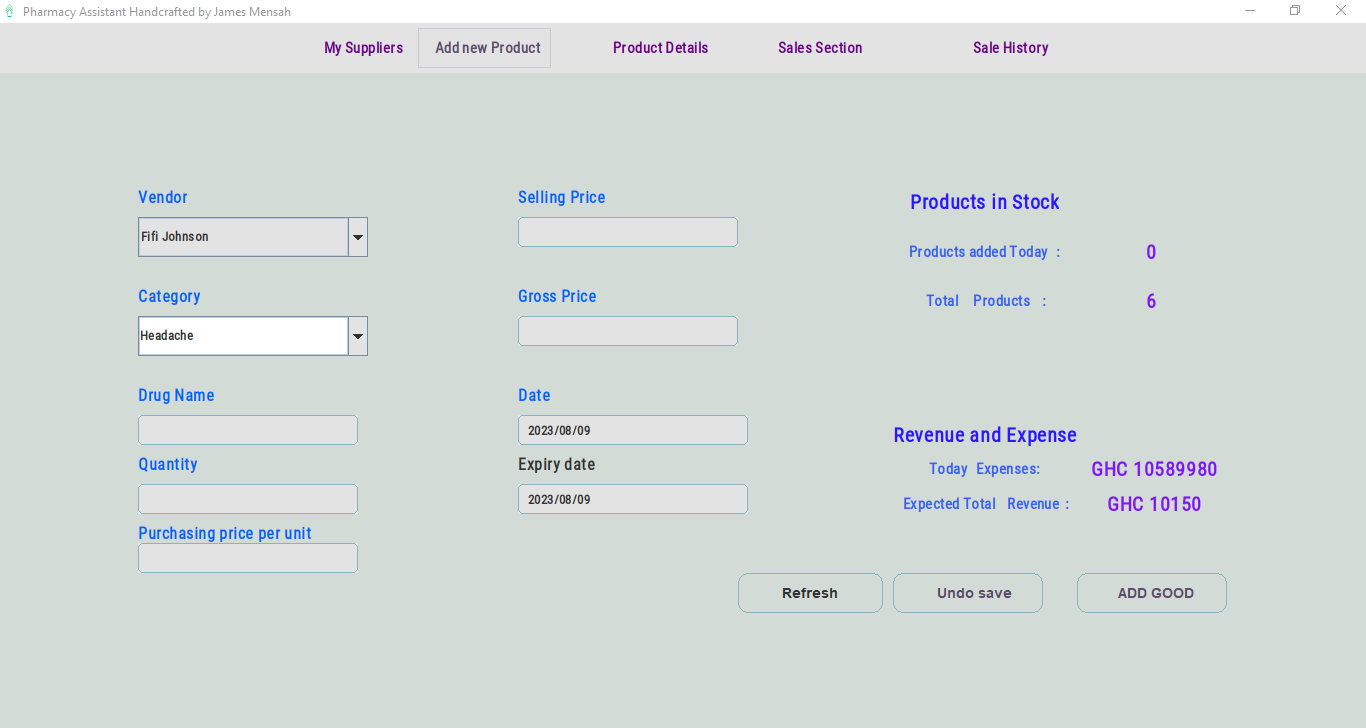 Pharmacy Assistant Handcrafted by James Mensah
My Suppliers
Add new Product
Product Details
Sales Section
Sale History
Vendor
Fifi Johnson
Category
Headache
Drug Name
Quantity
Purchasing price per unit
Selling Price
Gross Price
Date
2023/08/09
Expiry date
2023/08/09
Products in Stock
Products added Today : 0
Total Products : 6
Revenue and Expense
Today Expenses: GHC 10589980
Expected Total Revenue : GHC 10150
Refresh
Undo save
ADD GOOD